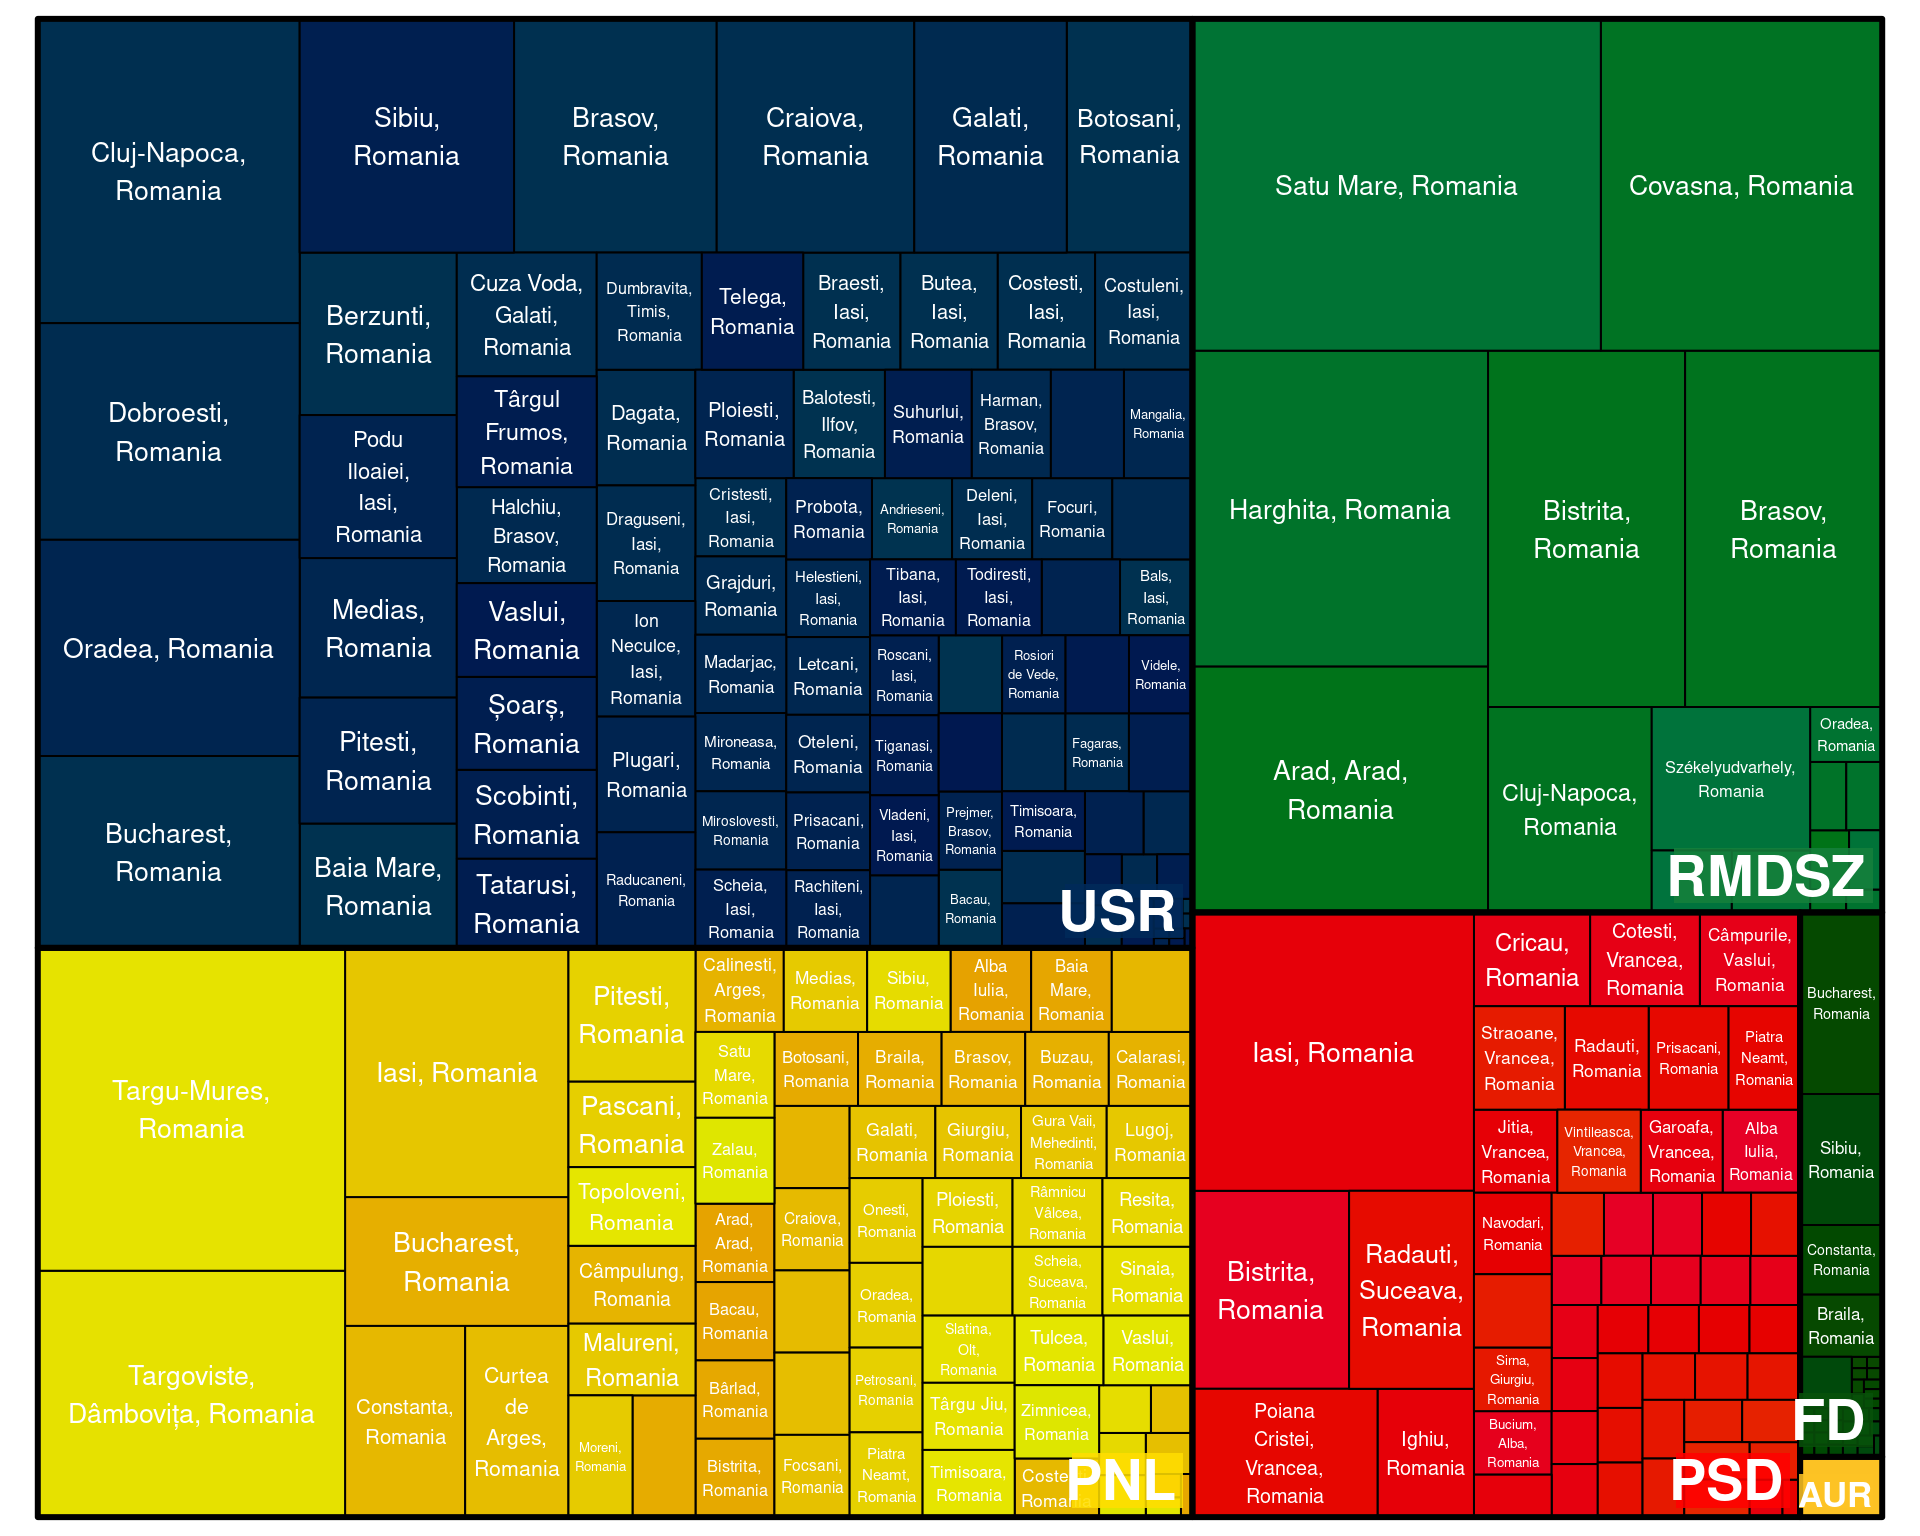 Cluj-Napoca,
Romania
Dobroesti,
Romania
Oradea, Romania
Bucharest,
Romania
Sibiu,
Romania
Brasov,
Romania
Craiova,
Romania
Galati,
Romania
Botosani,
Romania
Berzunti,
Romania
Podu
Iloaiei,
Iasi,
Romania
Medias,
Romania
Pitesti,
Romania
Baia Mare,
Romania
Cuza Voda,
Galati,
Romania
Târgul
Frumos,
Romania
Halchiu,
Brasov,
Romania
Vaslui,
Romania
Șoarș,
Romania
Scobinti,
Romania
Tatarusi,
Romania
Dumbravita,
Timis,
Romania
Telega,
Romania
Braesti,
Iasi,
Romania
Butea,
Iasi,
Romania
Costesti,
Iasi,
Romania
Costuleni,
Iasi,
Romania
Dagata,
Romania
Draguseni,
Iasi,
Romania
Ion
Neculce,
Iasi,
Romania
Plugari,
Romania
Raducaneni,
Romania
Ploiesti,
Romania
Balotesti,
Ilfov,
Romania
Suhurlui,
Romania
Harman,
Brasov,
Romania
Mangalia,
Romania
Cristesti,
Iasi,
Romania
Grajduri,
Romania
Madarjac,
Romania
Mironeasa,
Romania
Miroslovesti,
Romania
Scheia,
Iasi,
Romania
Probota,
Romania
Andrieseni,
Romania
Deleni,
Iasi,
Romania
Focuri,
Romania
Helestieni,
Iasi,
Romania
Letcani,
Romania
Oteleni,
Romania
Prisacani,
Romania
Rachiteni,
Iasi,
Romania
Tibana,
Iasi,
Romania
Todiresti,
Iasi,
Romania
Bals,
Iasi,
Romania
Roscani,
Iasi,
Romania
Tiganasi,
Romania
Vladeni,
Iasi,
Romania
Rosiori
de Vede,
Romania
Videle,
Romania
Fagaras,
Romania
Prejmer,
Brasov,
Romania
Bacau,
Romania
Timisoara,
Romania
USR
Satu Mare, Romania
Covasna, Romania
Harghita, Romania
Arad, Arad,
Romania
Bistrita,
Romania
Brasov,
Romania
Cluj-Napoca,
Romania
Székelyudvarhely,
Romania
Oradea,
Romania
RMDSZ
Targu-Mures,
Romania
Targoviste,
Dâmbovița, Romania
Iasi, Romania
Bucharest,
Romania
Constanta,
Romania
Curtea
de
Arges,
Romania
Pitesti,
Romania
Pascani,
Romania
Topoloveni,
Romania
Câmpulung,
Romania
Malureni,
Romania
Moreni,
Romania
Calinesti,
Arges,
Romania
Medias,
Romania
Sibiu,
Romania
Alba
Iulia,
Romania
Baia
Mare,
Romania
Satu
Mare,
Romania
Zalau,
Romania
Arad,
Arad,
Romania
Bacau,
Romania
Bârlad,
Romania
Bistrita,
Romania
Botosani,
Romania
Braila,
Romania
Brasov,
Romania
Buzau,
Romania
Calarasi,
Romania
Craiova,
Romania
Focsani,
Romania
Galati,
Romania
Giurgiu,
Romania
Gura Vaii,
Mehedinti,
Romania
Lugoj,
Romania
Onesti,
Romania
Oradea,
Romania
Petrosani,
Romania
Piatra
Neamt,
Romania
Ploiesti,
Romania
Râmnicu
Vâlcea,
Romania
Resita,
Romania
Scheia,
Suceava,
Romania
Sinaia,
Romania
Slatina,
Olt,
Romania
Târgu Jiu,
Romania
Timisoara,
Romania
Tulcea,
Romania
Vaslui,
Romania
Zimnicea,
Romania
PNL
Iasi, Romania
Bistrita,
Romania
Radauti,
Suceava,
Romania
Poiana
Cristei,
Vrancea,
Romania
Ighiu,
Romania
Cricau,
Romania
Cotesti,
Vrancea,
Romania
Câmpurile,
Vaslui,
Romania
Straoane,
Vrancea,
Romania
Radauti,
Romania
Prisacani,
Romania
Piatra
Neamt,
Romania
Jitia,
Vrancea,
Romania
Vintileasca,
Vrancea,
Romania
Garoafa,
Vrancea,
Romania
Alba
Iulia,
Romania
Navodari,
Romania
Sirna,
Giurgiu,
Romania
Bucium,
Alba,
Romania
PSD
Bucharest,
Romania
Sibiu,
Romania
Constanta,
Romania
Braila,
Romania
FD
AUR